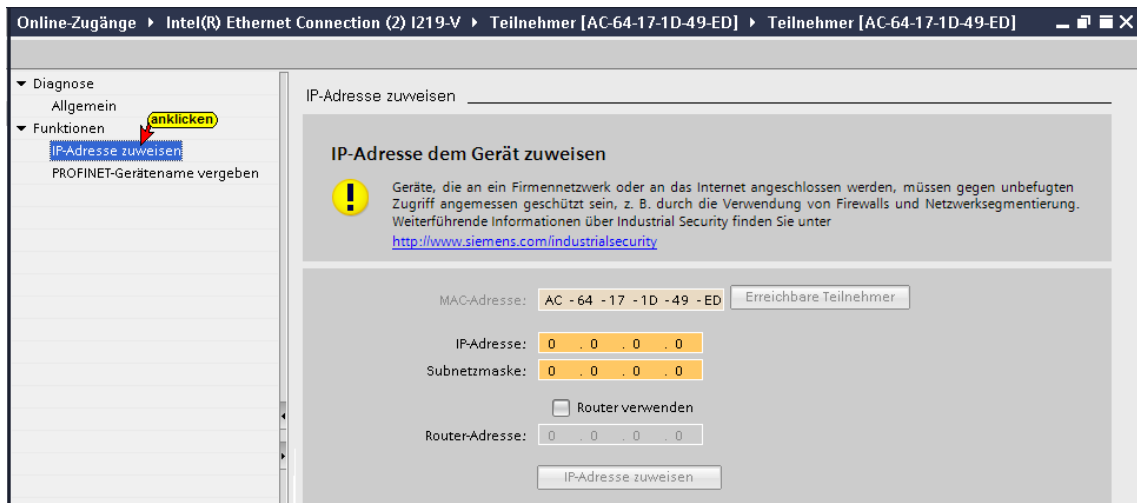 Online-Zugänge ▸ Intel(R) Ethernet Connection (2) I219-V ▸ Teilnehmer [AC-64-17-1D-49-ED] ▸ Teilnehmer [AC-64-17-1D-49-ED]
Diagnose
Allgemein
anklicken
Funktionen
IP-Adresse zuweisen
PROFINET-Gerätename vergeben
IP-Adresse zuweisen
IP-Adresse dem Gerät zuweisen
Geräte, die an ein Firmennetzwerk oder an das Internet angeschlossen werden, müssen gegen unbefugten
Zugriff angemessen geschützt sein, z. B. durch die Verwendung von Firewalls und Netzwerksegmentierung.
Weiterführende Informationen über Industrial Security finden Sie unter
http://www.siemens.com/industrialsecurity
MAC-Adresse: AC - 64 - 17 - 1D - 49 - ED Erreichbare Teilnehmer
IP-Adresse: 0 . 0 . 0 . 0
Subnetzmaske: 0 . 0 . 0 . 0
Router verwenden
Router-Adresse: 0 . 0 . 0 . 0
IP-Adresse zuweisen